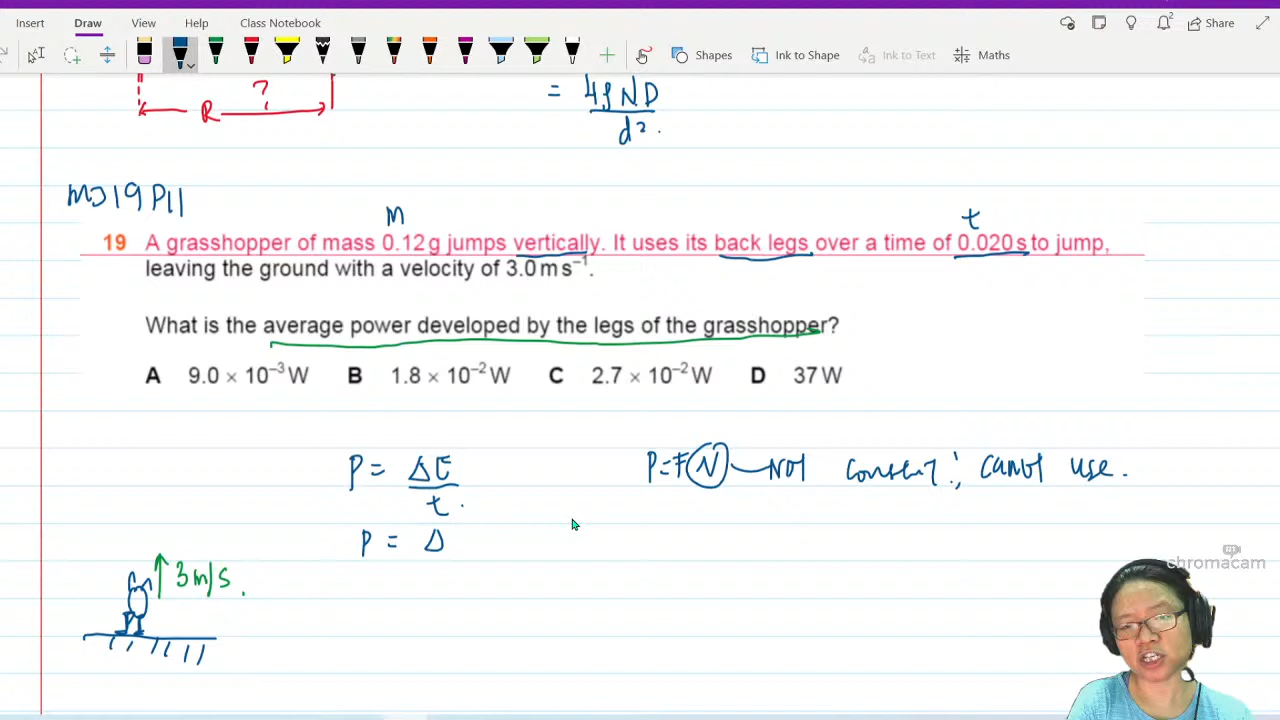 Insert Draw View Help Class Notebook Share
Shapes Ink to Shape Ink to Text Maths
?
R
= 4ρND
d².
MJ19 P11
m
t
19 A grasshopper of mass 0.12 g jumps vertically. It uses its back legs over a time of 0.020 s to jump,
leaving the ground with a velocity of 3.0 m s⁻¹.
What is the average power developed by the legs of the grasshopper?
A 9.0 × 10⁻³ W B 1.8 × 10⁻² W C 2.7 × 10⁻² W D 37 W
P = ΔE
t.
P=F(V) Not constant ∴ cannot use.
P = Δ
3m/s.
chromacam